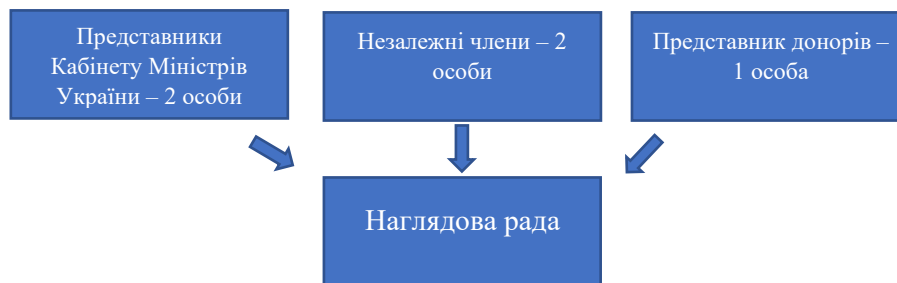 Представники
Кабінету Міністрів
України – 2 особи
Незалежні члени – 2
особи
Представник донорів –
1 особа
Наглядова рада